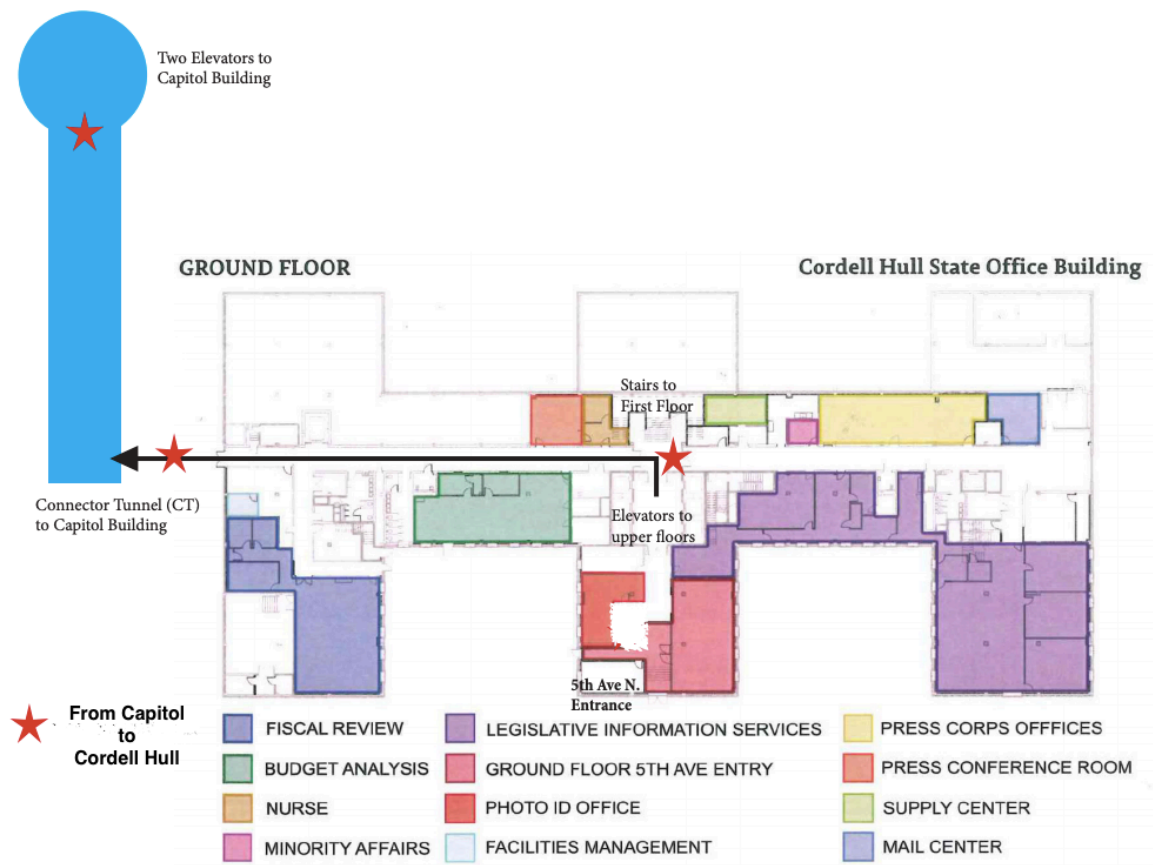 Two Elevators to
Capitol Building
GROUND FLOOR
Cordell Hull State Office Building
Stairs to
First Floor
Connector Tunnel (CT)
to Capitol Building
Elevators to
upper floors
5th Ave N.
Entrance
From Capitol
to
Cordell Hull
FISCAL REVIEW
LEGISLATIVE INFORMATION SERVICES
PRESS CORPS OFFFICES
BUDGET ANALYSIS
GROUND FLOOR 5TH AVE ENTRY
PRESS CONFERENCE ROOM
NURSE
PHOTO ID OFFICE
SUPPLY CENTER
MINORITY AFFAIRS
FACILITIES MANAGEMENT
MAIL CENTER